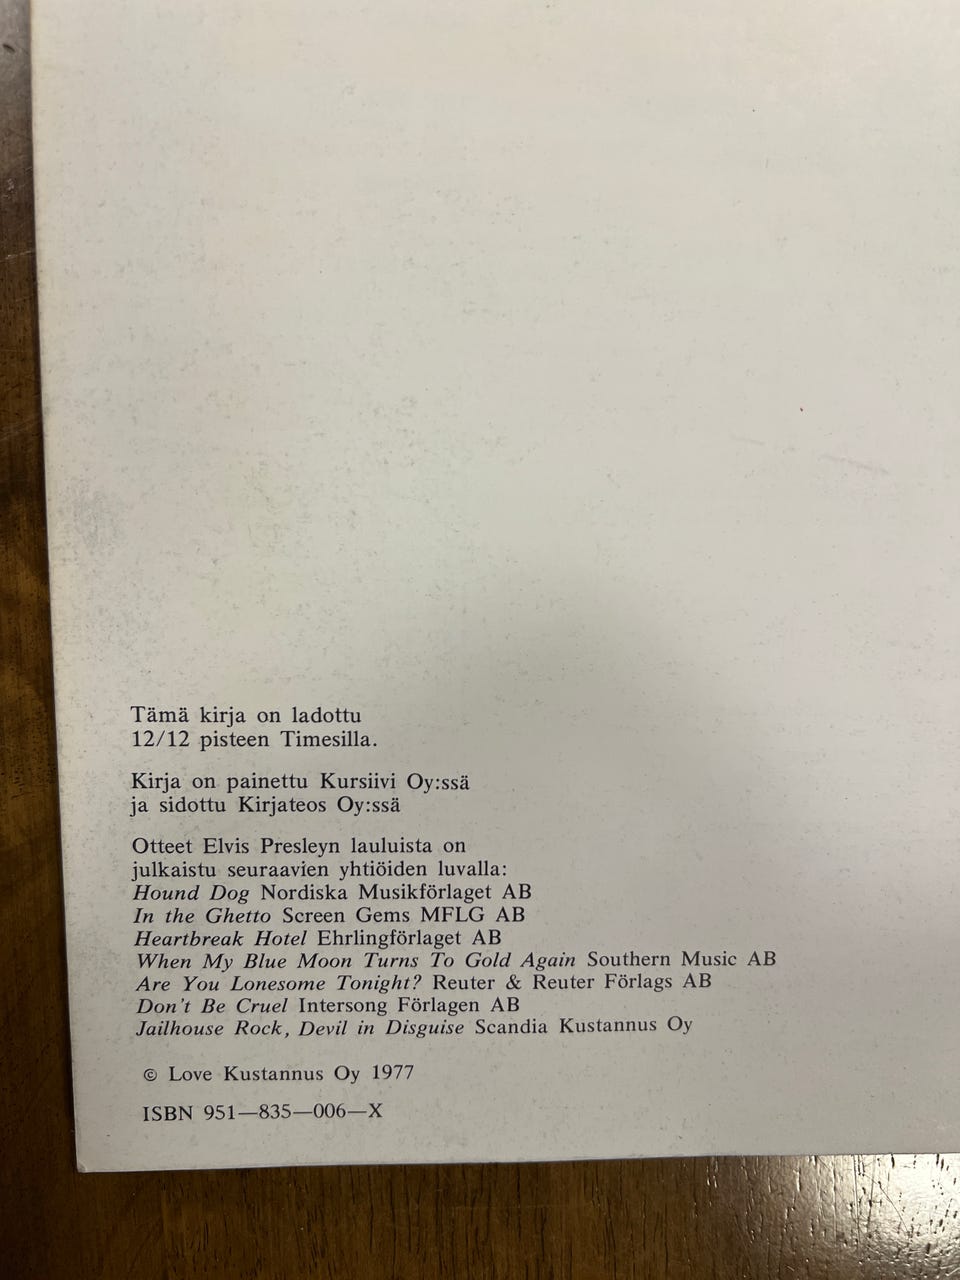 Tämä kirja on ladottu
12/12 pisteen Timesilla.
Kirja on painettu Kursiivi Oy:ssä
ja sidottu Kirjateos Oy:ssä
Otteet Elvis Presleyn lauluista on
julkaistu seuraavien yhtiöiden luvalla:
Hound Dog Nordiska Musikförlaget AB
In the Ghetto Screen Gems MFLG AB
Heartbreak Hotel Ehrlingförlaget AB
When My Blue Moon Turns To Gold Again Southern Music AB
Are You Lonesome Tonight? Reuter & Reuter Förlags AB
Don't Be Cruel Intersong Förlagen AB
Jailhouse Rock, Devil in Disguise Scandia Kustannus Oy
© Love Kustannus Oy 1977
ISBN 951—835—006—X